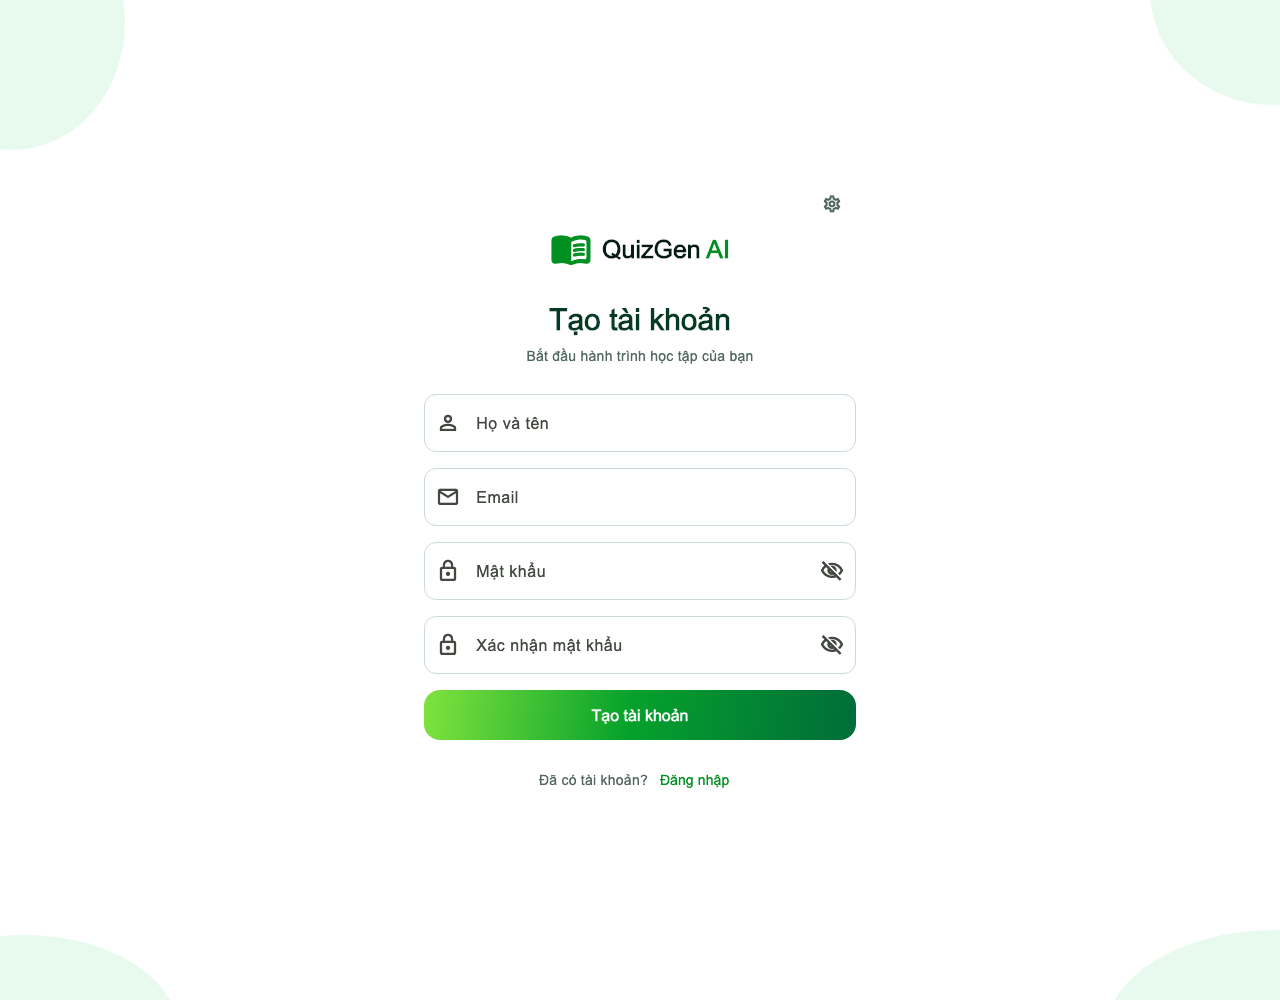 QuizGen AI
Tạo tài khoản
Bắt đầu hành trình học tập của bạn
Họ và tên
Email
Mật khẩu
Xác nhận mật khẩu
Tạo tài khoản
Đã có tài khoản? Đăng nhập